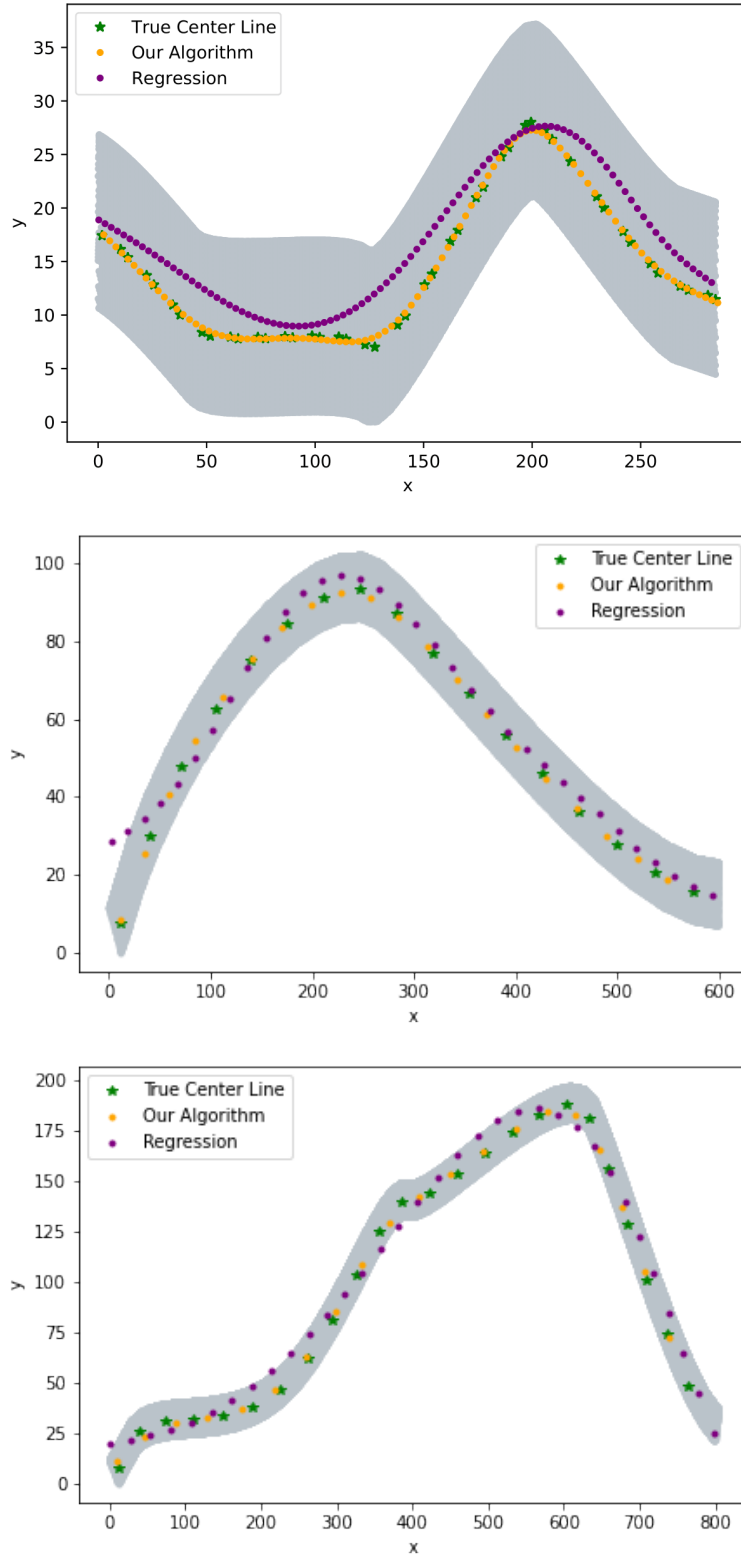 True Center Line
Our Algorithm
Regression
35
30
25
20
15
10
5
0
y
0 50 100 150 200 250
x
True Center Line
Our Algorithm
Regression
100
80
60
40
20
0
y
0 100 200 300 400 500 600
x
True Center Line
Our Algorithm
Regression
200
175
150
125
100
75
50
25
0
y
0 100 200 300 400 500 600 700 800
x